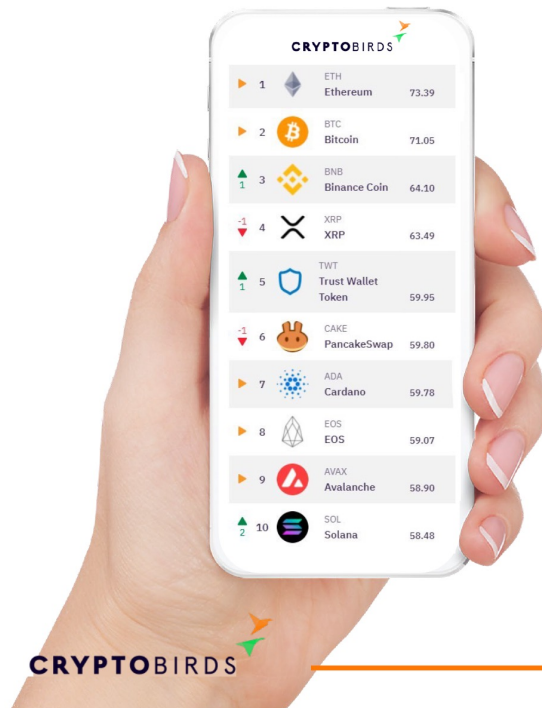 CRYPTOBIRDS
1 ETH
Ethereum 73.39
2 BTC
Bitcoin 71.05
1 3 BNB
Binance Coin 64.10
-1 4 XRP
XRP 63.49
1 5 TWT
Trust Wallet
Token 59.95
-1 6 CAKE
PancakeSwap 59.80
7 ADA
Cardano 59.78
8 EOS
EOS 59.07
9 AVAX
Avalanche 58.90
2 10 SOL
Solana 58.48
CRYPTOBIRDS